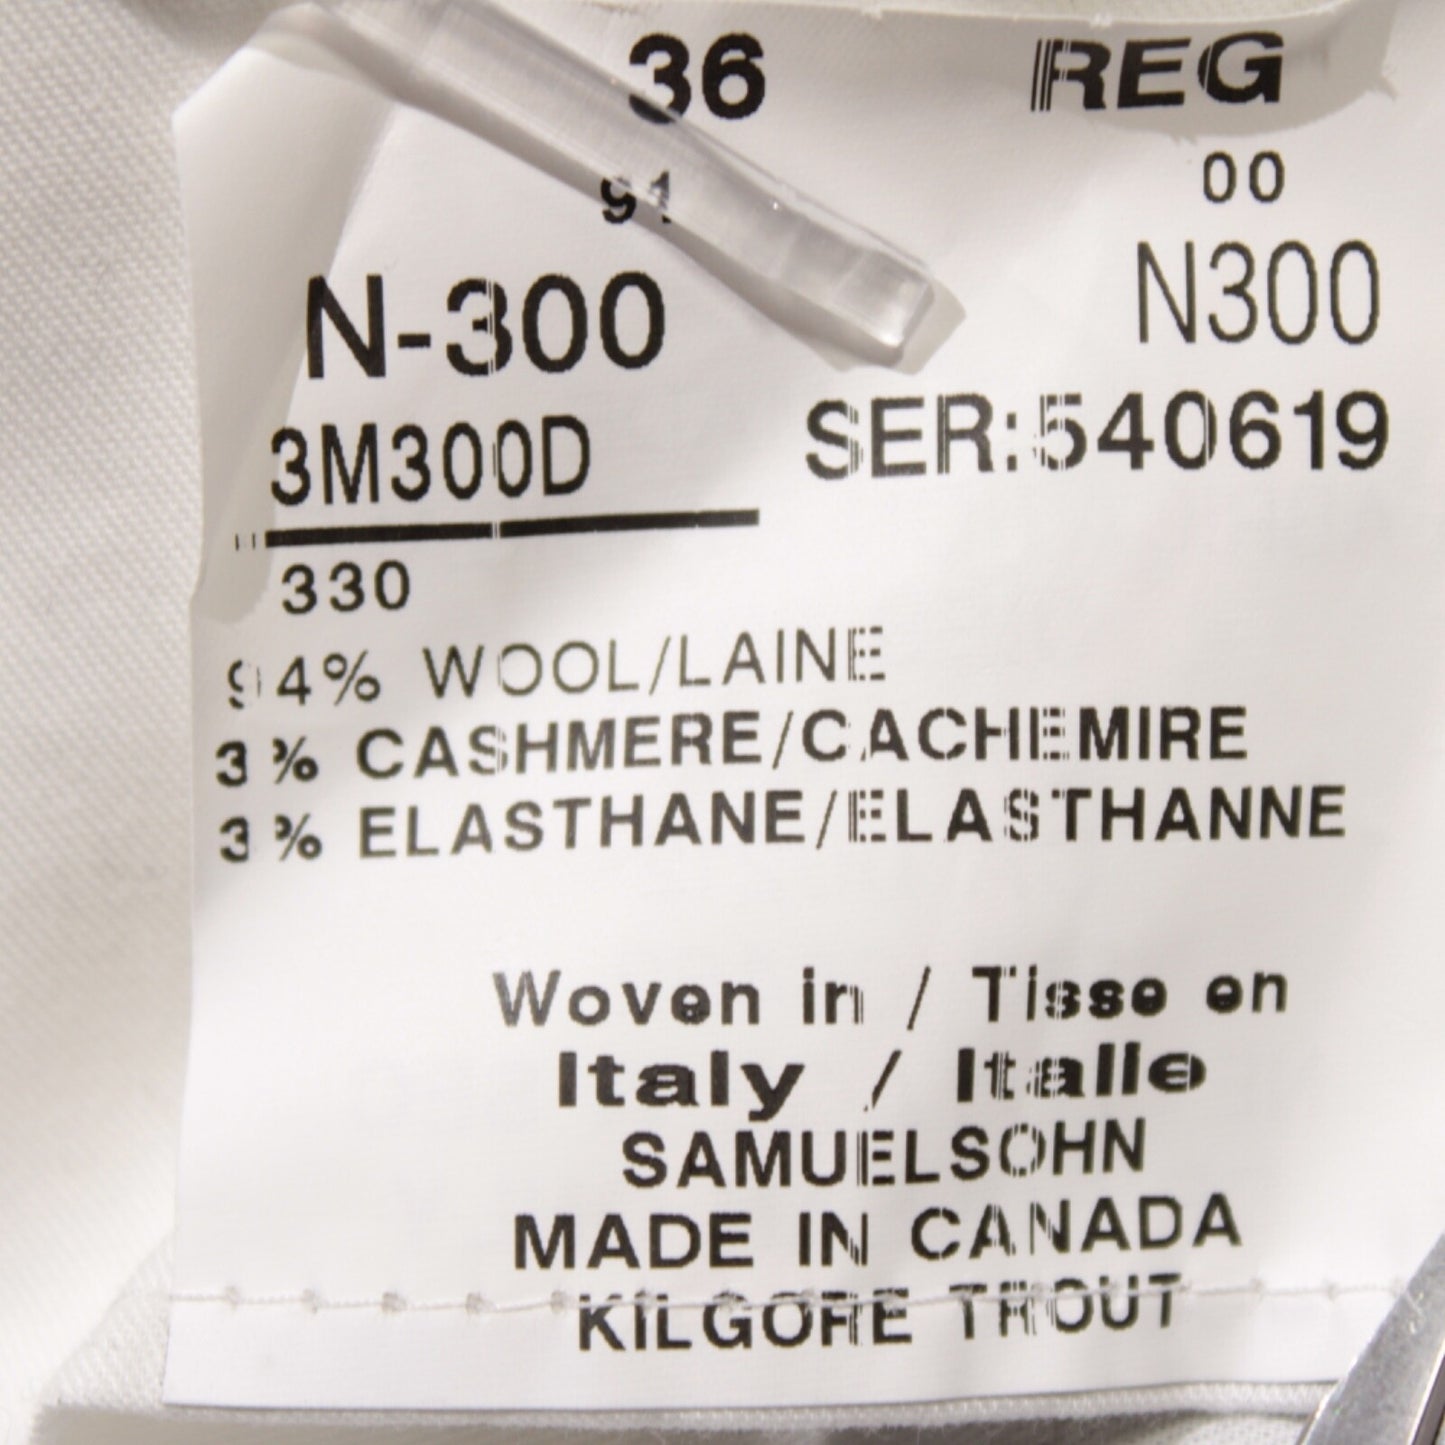 36 REG
91 00
N-300 N300
3M300D SER:540619
330
94% WOOL/LAINE
3% CASHMERE/CACHEMIRE
3% ELASTHANE/ELASTHANNE
Woven in / Tisse en
Italy / Italie
SAMUELSOHN
MADE IN CANADA
KILGORE TROUT